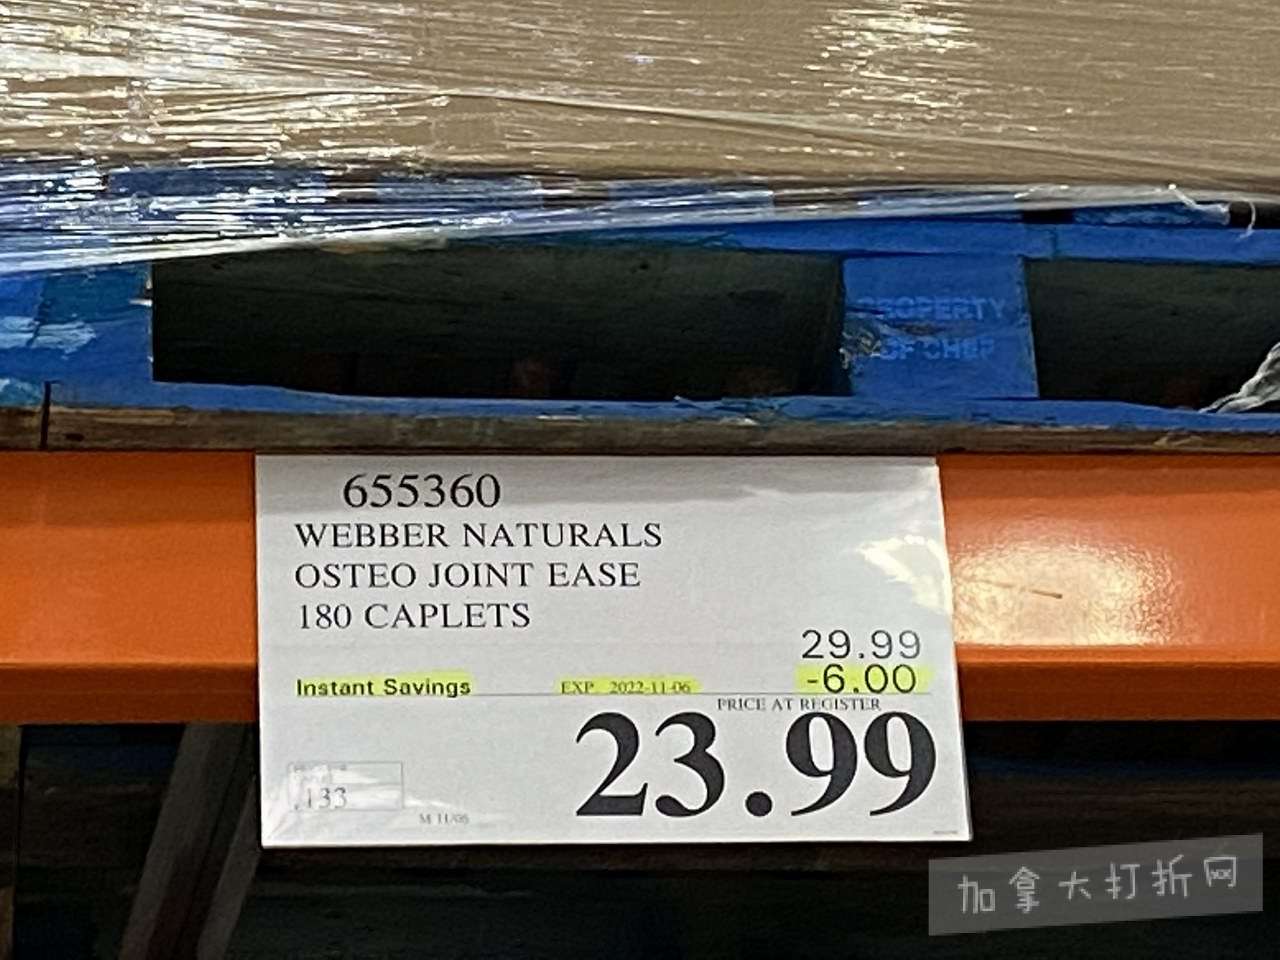 PROPERTY
OF CHEP
655360
WEBBER NATURALS
OSTEO JOINT EASE
180 CAPLETS
29.99
Instant Savings EXP 2022-11-06 -6.00
PRICE AT REGISTER
23.99
.133
M 11/06
加拿大打折网